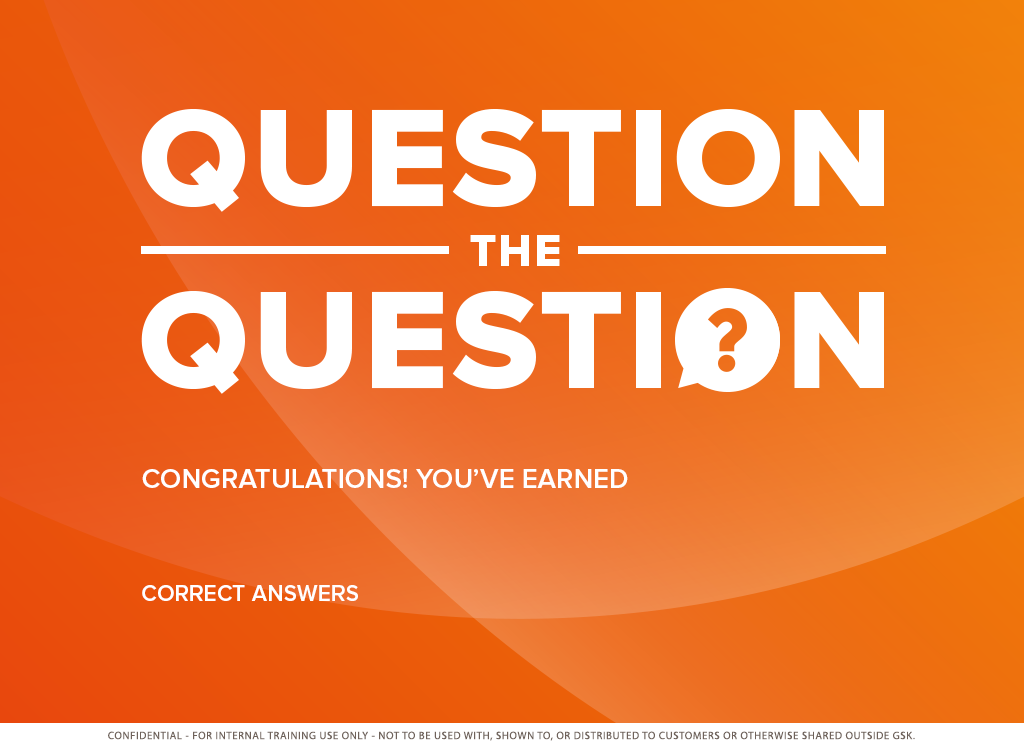 QUESTION
THE
QUESTION
CONGRATULATIONS! YOU’VE EARNED
CORRECT ANSWERS
CONFIDENTIAL - FOR INTERNAL TRAINING USE ONLY - NOT TO BE USED WITH, SHOWN TO, OR DISTRIBUTED TO CUSTOMERS OR OTHERWISE SHARED OUTSIDE GSK.